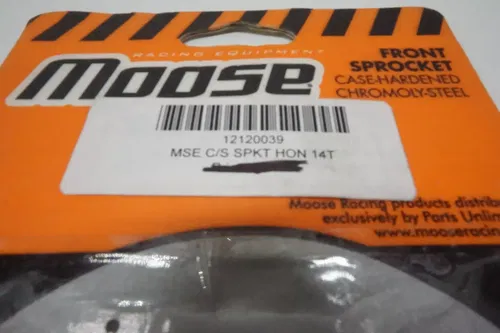 RACING EQUIPMENT
Moose
FRONT
SPROCKET
CASE-HARDENED
CHROMOLY-STEEL
12120039
MSE C/S SPKT HON 14T
Moose Racing products distrib
exclusively by Parts Unlim
www.mooseracing